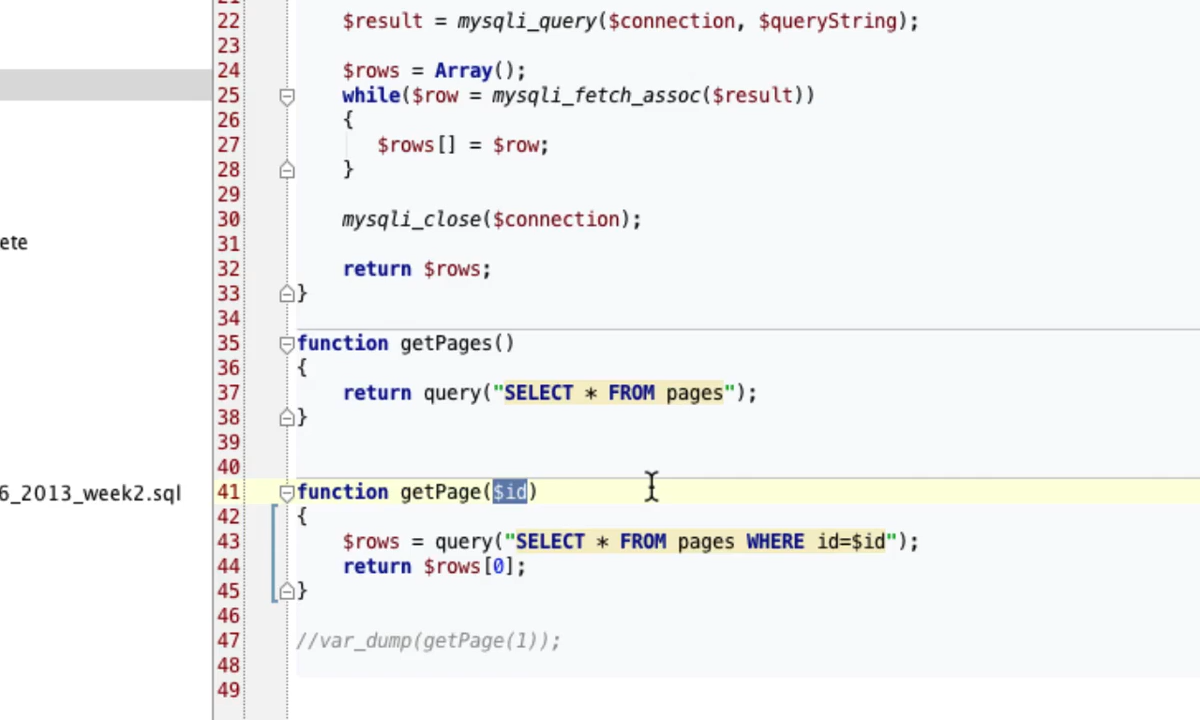 22 $result = mysqli_query($connection, $queryString);
23
24 $rows = Array();
25 while($row = mysqli_fetch_assoc($result))
26 {
27 $rows[] = $row;
28 }
29
30 mysqli_close($connection);
31
32 return $rows;
33 }
34
35 function getPages()
36 {
37 return query("SELECT * FROM pages");
38 }
39
40
41 function getPage($id)
42 {
43 $rows = query("SELECT * FROM pages WHERE id=$id");
44 return $rows[0];
45 }
46
47 //var_dump(getPage(1));
48
49
ete
6_2013_week2.sql